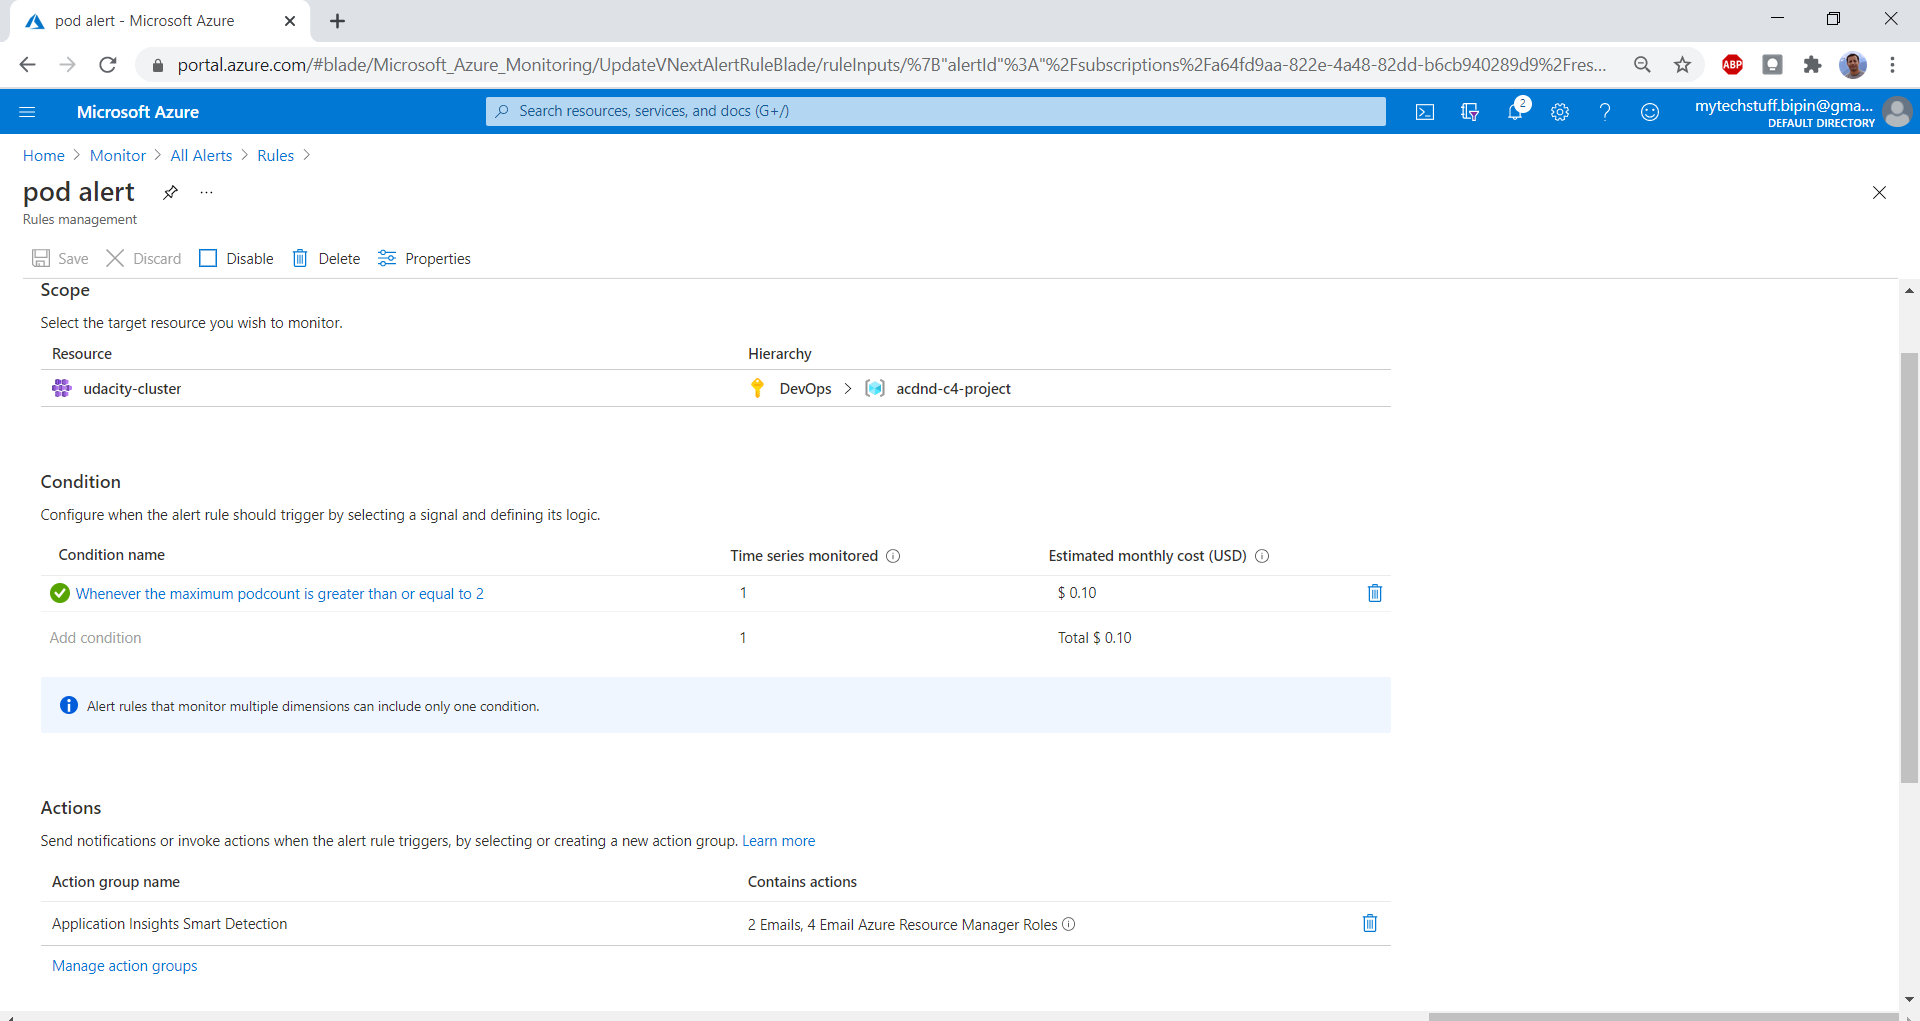 pod alert - Microsoft Azure
portal.azure.com/#blade/Microsoft_Azure_Monitoring/UpdateVNextAlertRuleBlade/ruleInputs/%7B"alertId"%3A"%2Fsubscriptions%2Fa64fd9aa-822e-4a48-82dd-b6cb940289d9%2Fres...
ABP
Microsoft Azure
Search resources, services, and docs (G+/)
2
mytechstuff.bipin@gma...
DEFAULT DIRECTORY
Home > Monitor > All Alerts > Rules >
pod alert ...
Rules management
Save Discard Disable Delete Properties
Scope
Select the target resource you wish to monitor.
Resource Hierarchy
udacity-cluster DevOps > acdnd-c4-project
Condition
Configure when the alert rule should trigger by selecting a signal and defining its logic.
Condition name Time series monitored Estimated monthly cost (USD)
Whenever the maximum podcount is greater than or equal to 2 1 $ 0.10
Add condition 1 Total $ 0.10
Alert rules that monitor multiple dimensions can include only one condition.
Actions
Send notifications or invoke actions when the alert rule triggers, by selecting or creating a new action group. Learn more
Action group name Contains actions
Application Insights Smart Detection 2 Emails, 4 Email Azure Resource Manager Roles
Manage action groups